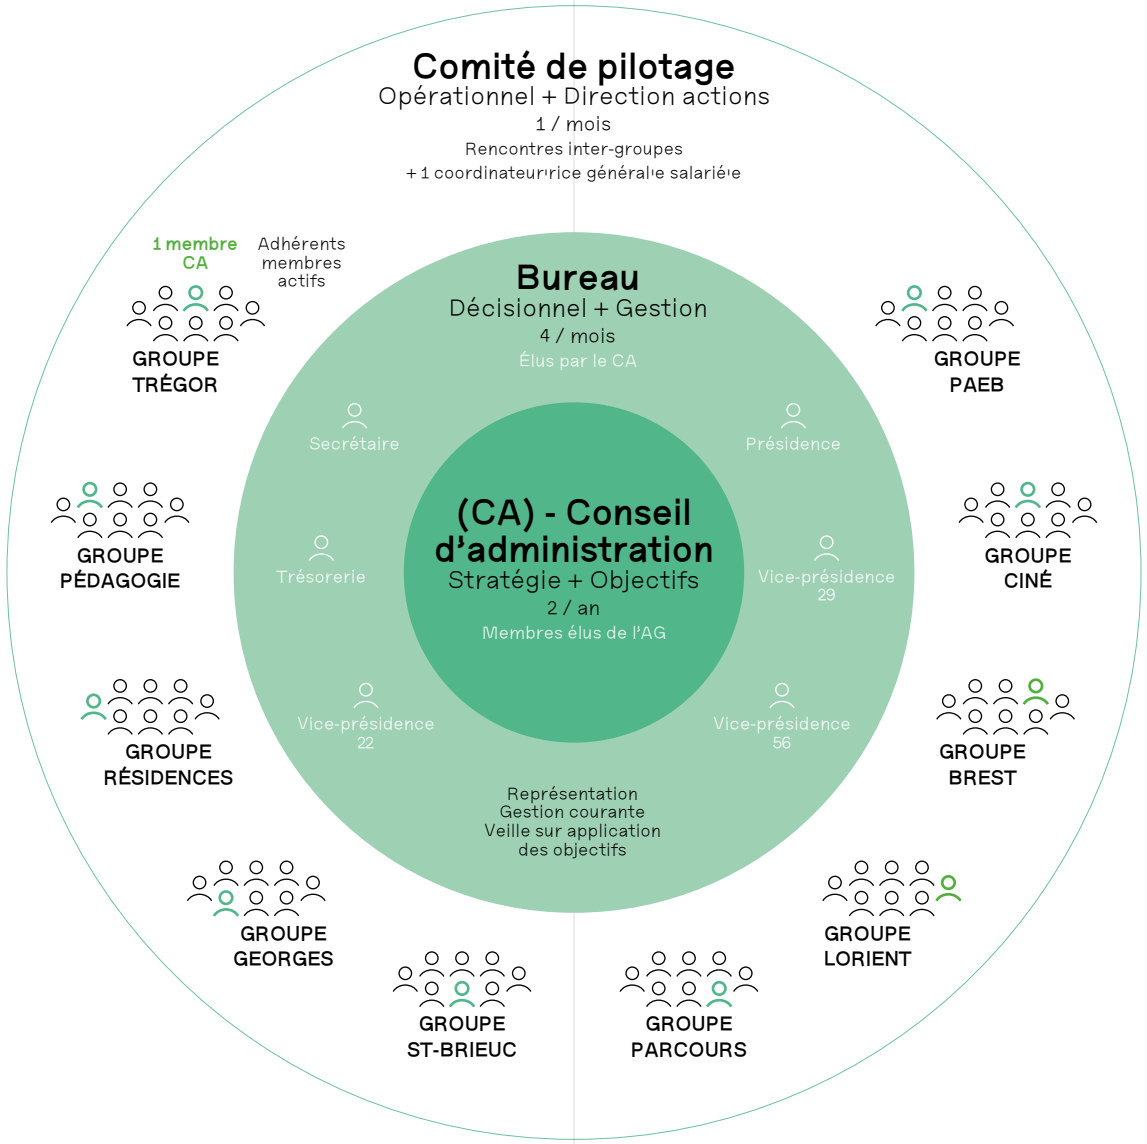 Comité de pilotage
Opérationnel + Direction actions
1 / mois
Rencontres inter-groupes
+ 1 coordinateur·rice général·e salarié·e
1 membre
CA
Adhérents
membres
actifs
GROUPE
TRÉGOR
Bureau
Décisionnel + Gestion
4 / mois
Élus par le CA
GROUPE
PAEB
Secrétaire
Présidence
GROUPE
PÉDAGOGIE
Trésorerie
(CA) - Conseil
d'administration
Stratégie + Objectifs
2 / an
Membres élus de l'AG
Vice-présidence
29
GROUPE
CINÉ
GROUPE
RÉSIDENCES
Vice-présidence
22
Vice-présidence
56
GROUPE
BREST
Représentation
Gestion courante
Veille sur application
des objectifs
GROUPE
GEORGES
GROUPE
ST-BRIEUC
GROUPE
PARCOURS
GROUPE
LORIENT